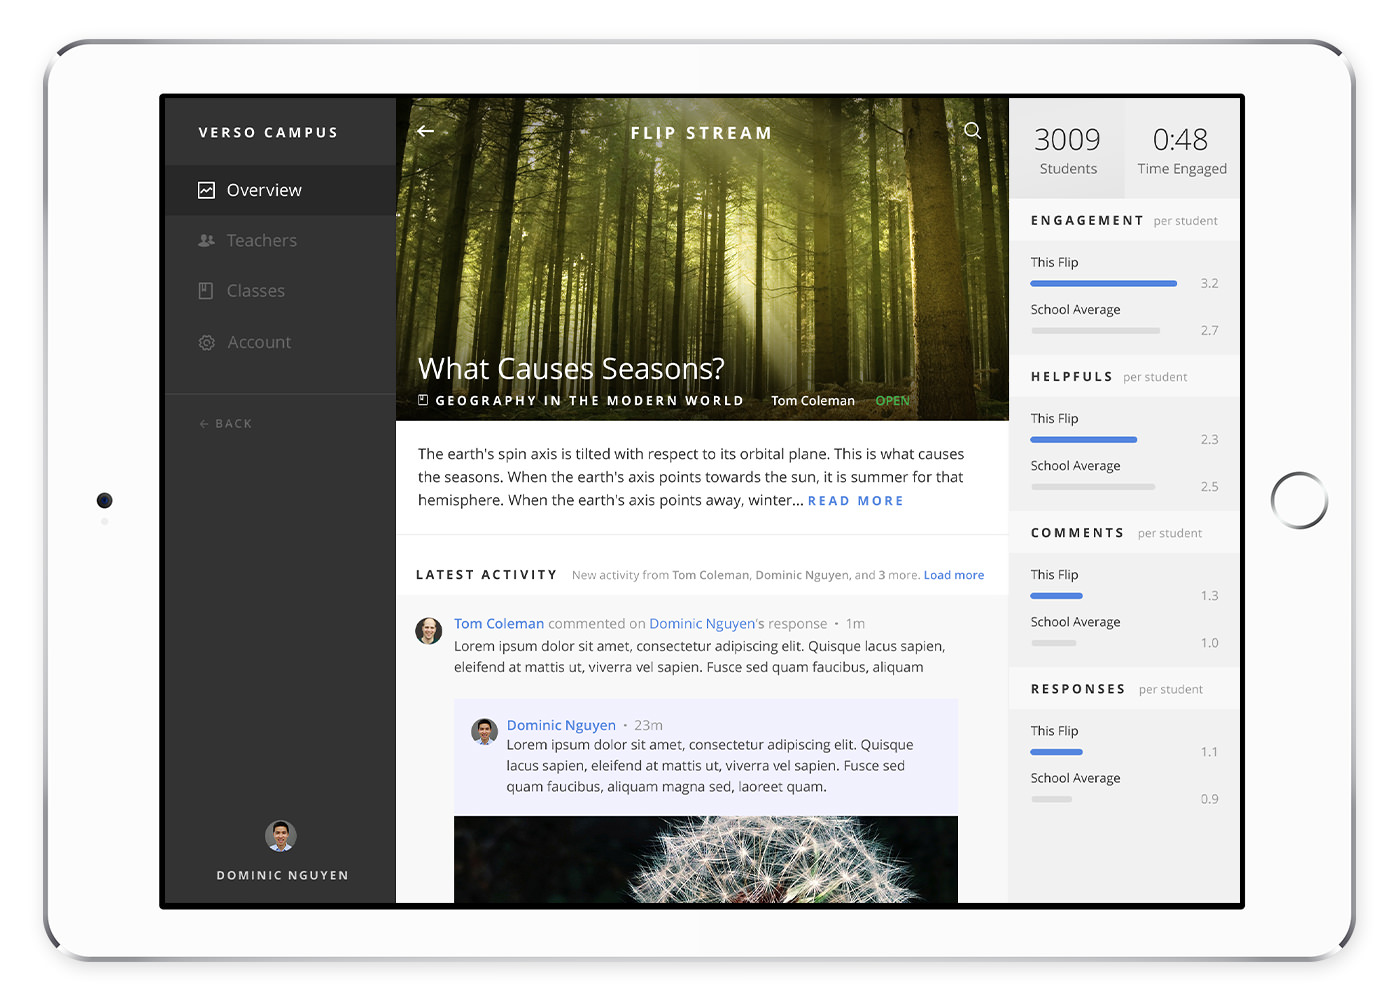 VERSO CAMPUS
Overview
Teachers
Classes
Account
← BACK
DOMINIC NGUYEN
FLIP STREAM
What Causes Seasons?
GEOGRAPHY IN THE MODERN WORLD Tom Coleman OPEN
The earth's spin axis is tilted with respect to its orbital plane. This is what causes
the seasons. When the earth's axis points towards the sun, it is summer for that
hemisphere. When the earth's axis points away, winter... READ MORE
LATEST ACTIVITY New activity from Tom Coleman, Dominic Nguyen, and 3 more. Load more
Tom Coleman commented on Dominic Nguyen's response • 1m
Lorem ipsum dolor sit amet, consectetur adipiscing elit. Quisque lacus sapien,
eleifend at mattis ut, viverra vel sapien. Fusce sed quam faucibus, aliquam
Dominic Nguyen • 23m
Lorem ipsum dolor sit amet, consectetur adipiscing elit. Quisque
lacus sapien, eleifend at mattis ut, viverra vel sapien. Fusce sed
quam faucibus, aliquam magna sed, laoreet quam.
3009 0:48
Students Time Engaged
ENGAGEMENT per student
This Flip
3.2
School Average
2.7
HELPFULS per student
This Flip
2.3
School Average
2.5
COMMENTS per student
This Flip
1.3
School Average
1.0
RESPONSES per student
This Flip
1.1
School Average
0.9